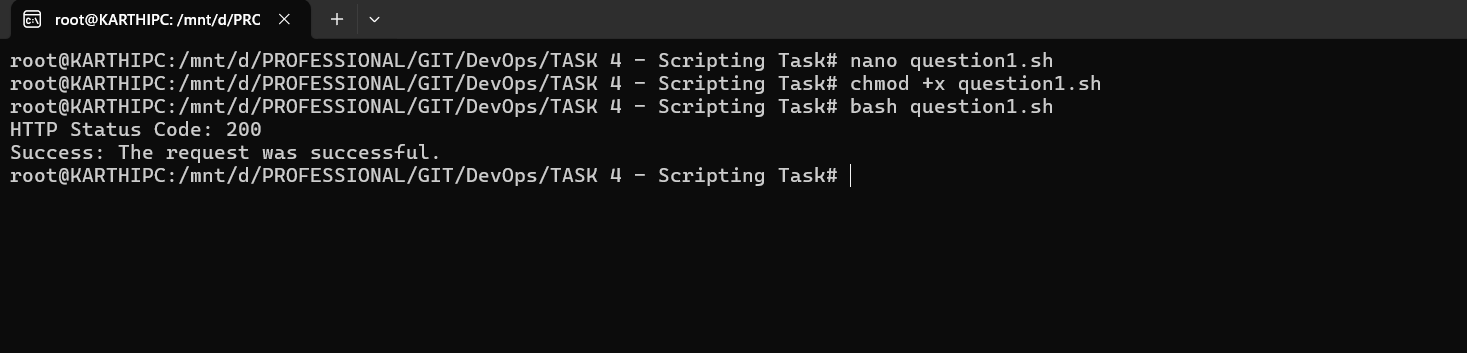 root@KARTHIPC: /mnt/d/PRC
root@KARTHIPC:/mnt/d/PROFESSIONAL/GIT/DevOps/TASK 4 - Scripting Task# nano question1.sh
root@KARTHIPC:/mnt/d/PROFESSIONAL/GIT/DevOps/TASK 4 - Scripting Task# chmod +x question1.sh
root@KARTHIPC:/mnt/d/PROFESSIONAL/GIT/DevOps/TASK 4 - Scripting Task# bash question1.sh
HTTP Status Code: 200
Success: The request was successful.
root@KARTHIPC:/mnt/d/PROFESSIONAL/GIT/DevOps/TASK 4 - Scripting Task#